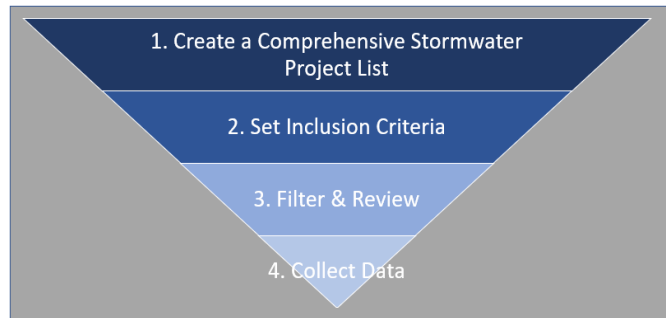 1. Create a Comprehensive Stormwater
Project List
2. Set Inclusion Criteria
3. Filter & Review
4. Collect Data